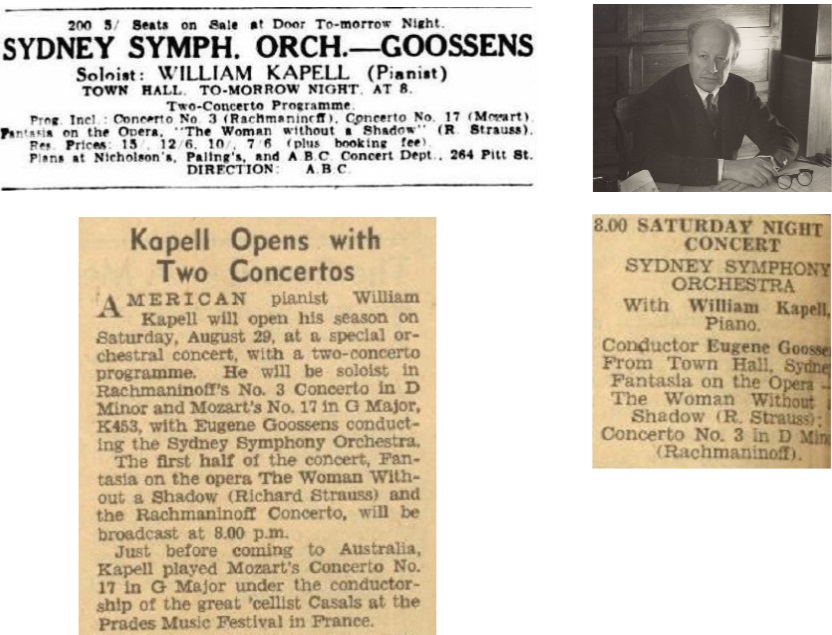 200 5/ Seats on Sale at Door To-morrow Night.
SYDNEY SYMPH. ORCH.—GOOSSENS
Soloist: WILLIAM KAPELL (Pianist)
TOWN HALL, TO-MORROW NIGHT, AT 8.
Two-Concerto Programme.
Prog. Incl.: Concerto No. 3 (Rachmaninoff), Concerto No. 17 (Mozart).
Fantasia on the Opera, "The Woman without a Shadow" (R. Strauss).
Res. Prices: 15/, 12/6, 10/, 7/6 (plus booking fee).
Plans at Nicholson's, Paling's, and A.B.C. Concert Dept., 264 Pitt St.
DIRECTION: A.B.C.
Kapell Opens with
Two Concertos
AMERICAN pianist William
Kapell will open his season on
Saturday, August 29, at a special or-
chestral concert, with a two-concerto
programme. He will be soloist in
Rachmaninoff's No. 3 Concerto in D
Minor and Mozart's No. 17 in G Major,
K453, with Eugene Goossens conduct-
ing the Sydney Symphony Orchestra.
The first half of the concert, Fan-
tasia on the opera The Woman With-
out a Shadow (Richard Strauss) and
the Rachmaninoff Concerto, will be
broadcast at 8.00 p.m.
Just before coming to Australia,
Kapell played Mozart's Concerto No.
17 in G Major under the conductor-
ship of the great 'cellist Casals at the
Prades Music Festival in France.
8.00 SATURDAY NIGHT
CONCERT
SYDNEY SYMPHONY
ORCHESTRA
With William Kapell,
Piano.
Conductor Eugene Goosse
From Town Hall, Sydne
Fantasia on the Opera —
The Woman Without
Shadow (R. Strauss);
Concerto No. 3 in D Min
(Rachmaninoff).